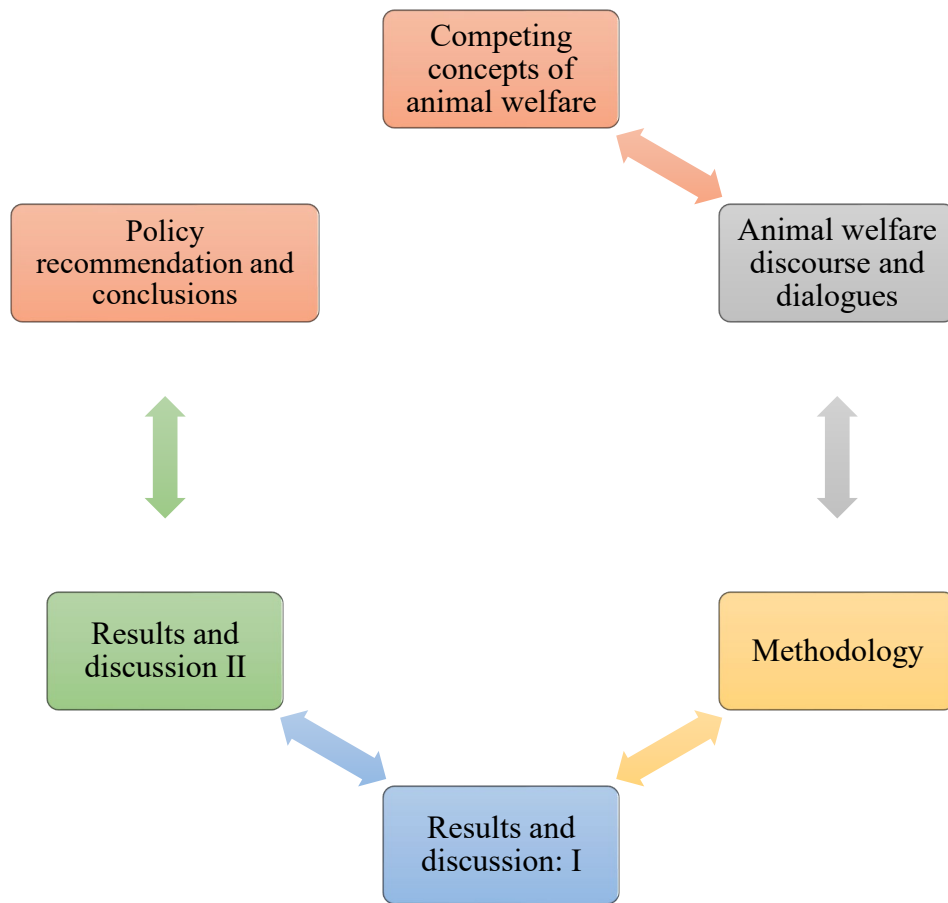 Competing
concepts of
animal welfare
Animal welfare
discourse and
dialogues
Methodology
Results and
discussion: I
Results and
discussion II
Policy
recommendation and
conclusions